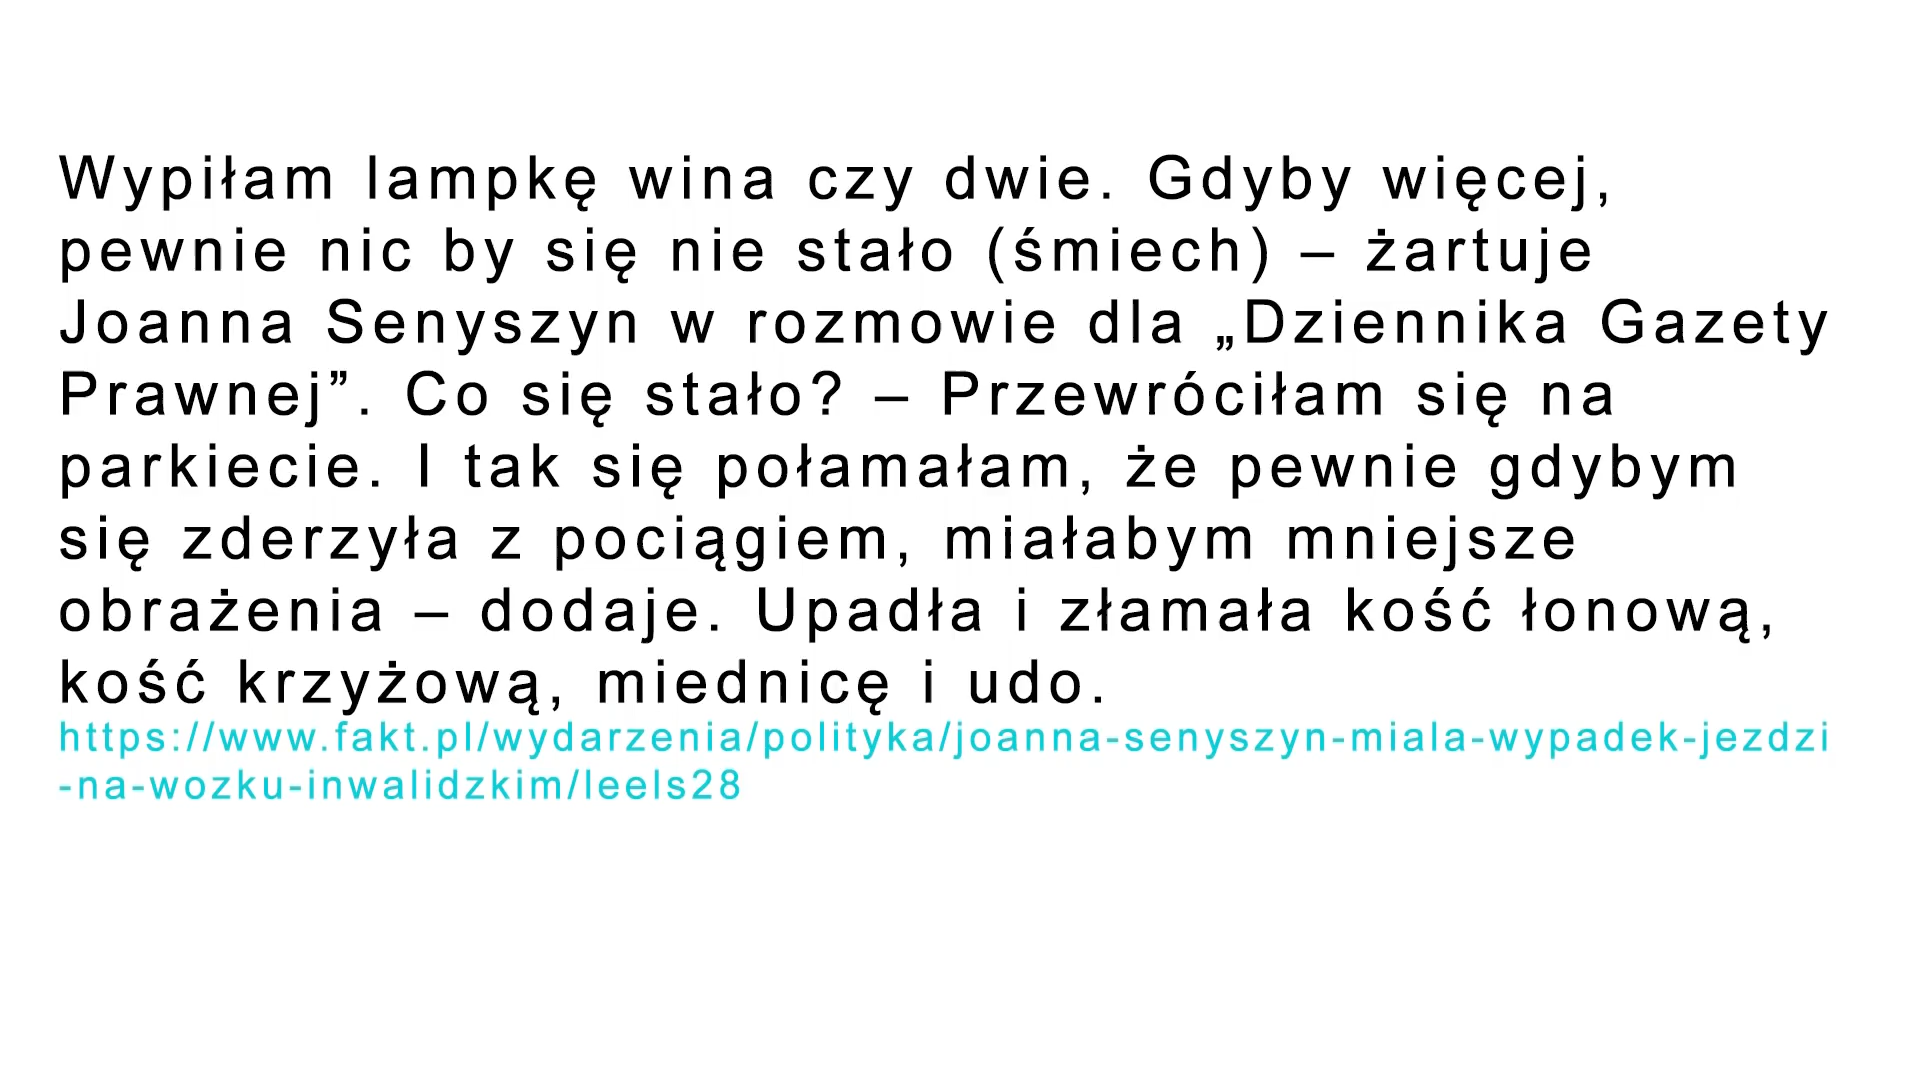 Wypiłam lampkę wina czy dwie. Gdyby więcej,
pewnie nic by się nie stało (śmiech) – żartuje
Joanna Senyszyn w rozmowie dla „Dziennika Gazety
Prawnej”. Co się stało? – Przewróciłam się na
parkiecie. I tak się połamałam, że pewnie gdybym
się zderzyła z pociągiem, miałabym mniejsze
obrażenia – dodaje. Upadła i złamała kość łonową,
kość krzyżową, miednicę i udo.
https://www.fakt.pl/wydarzenia/polityka/joanna-senyszyn-miala-wypadek-jezdzi
-na-wozku-inwalidzkim/leels28